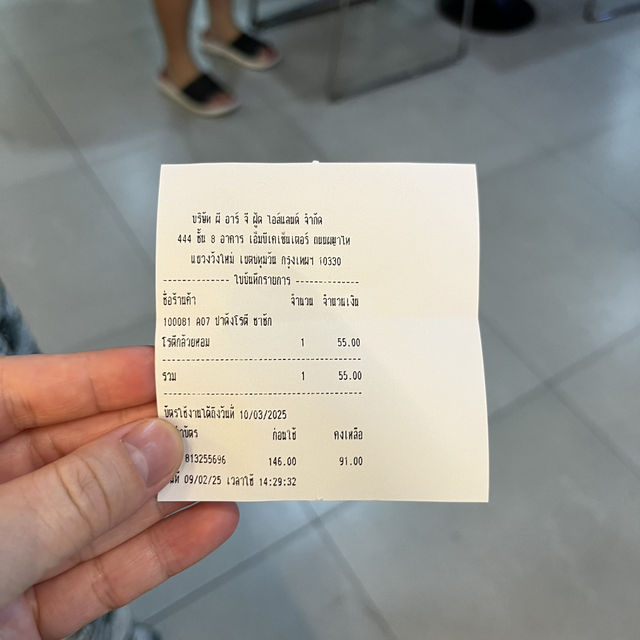 บริษัท ผี อาร์ จี ฟู้ด ไอส์แลนด์ จำกัด
444 ชั้น 8 อาคาร เอ็มบีเคเซ็นเตอร์ ถนนพญาไท
แขวงวังใหม่ เขตปทุมวัน กรุงเทพฯ 10330
-------------- ใบบันทึกรายการ --------------
ชื่อร้านค้า จำนวน จำนวนเงิน
100081 A07 ปาด๊งโรตี ชาชัก
โรตีกล้วยหอม 1 55.00
รวม 1 55.00
บัตรใช้งานได้ถึงวันที่ 10/03/2025
ก่อนใช้ คงเหลือ
813255696 146.00 91.00
09/02/25 เวลาใช้ 14:29:32